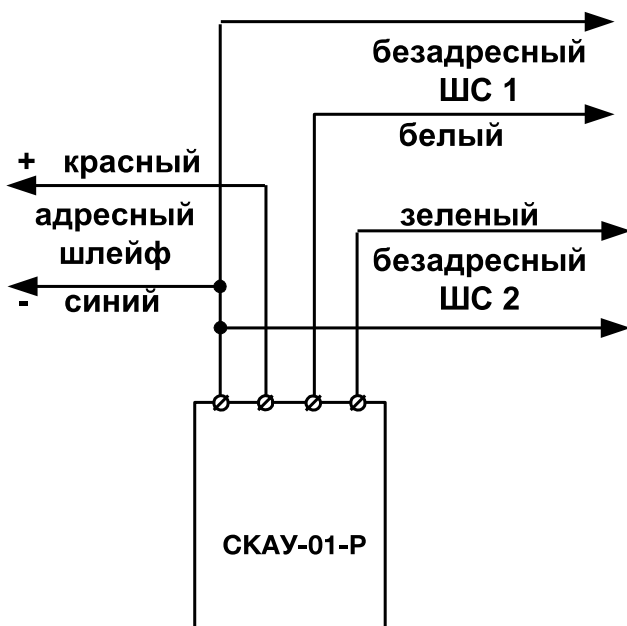 безадресный
ШС 1
белый
+ красный
адресный
шлейф
- синий
зеленый
безадресный
ШС 2
СКАУ-01-Р